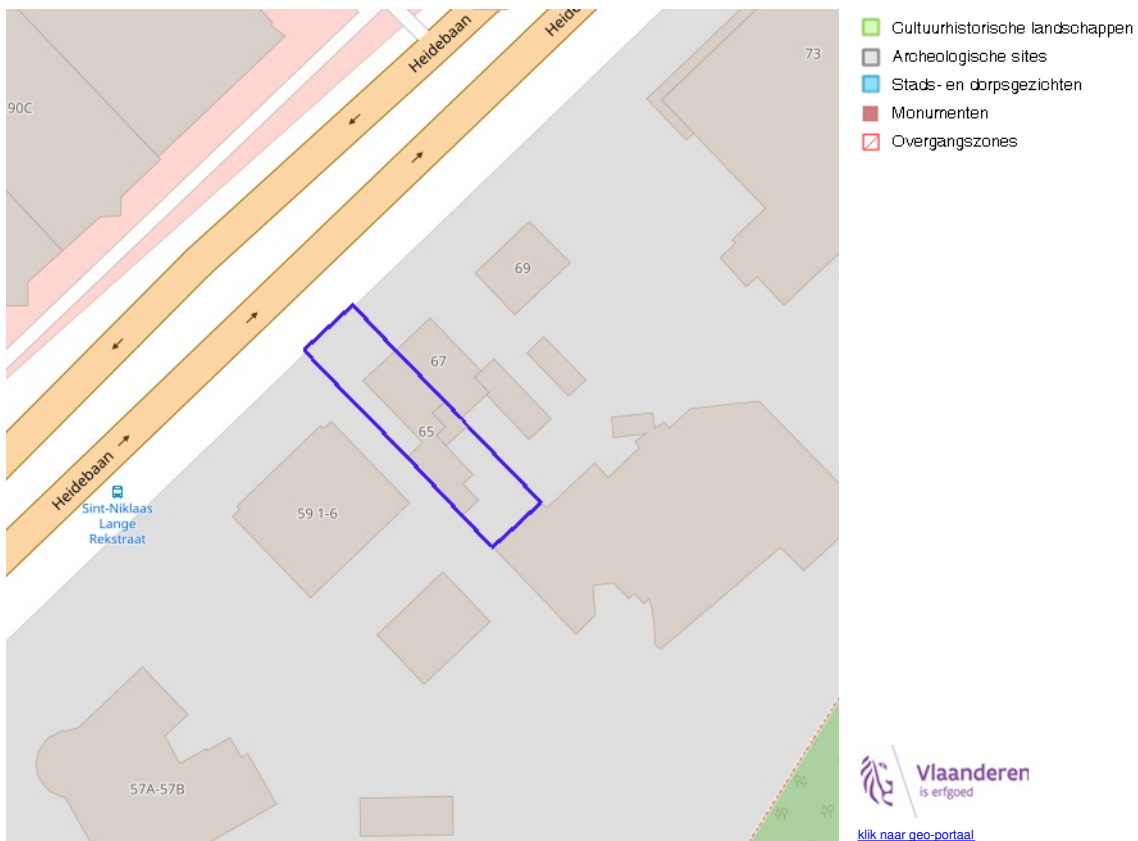 Heidebaan
Heide
90C
73
69
67
65
Heidebaan
Sint-Niklaas
Lange
Rekstraat
59 1-6
57A-57B
Cultuurhistorische landschappen
Archeologische sites
Stads- en dorpsgezichten
Monumenten
Overgangszones
Vlaanderen
is erfgoed
klik naar geo-portaal